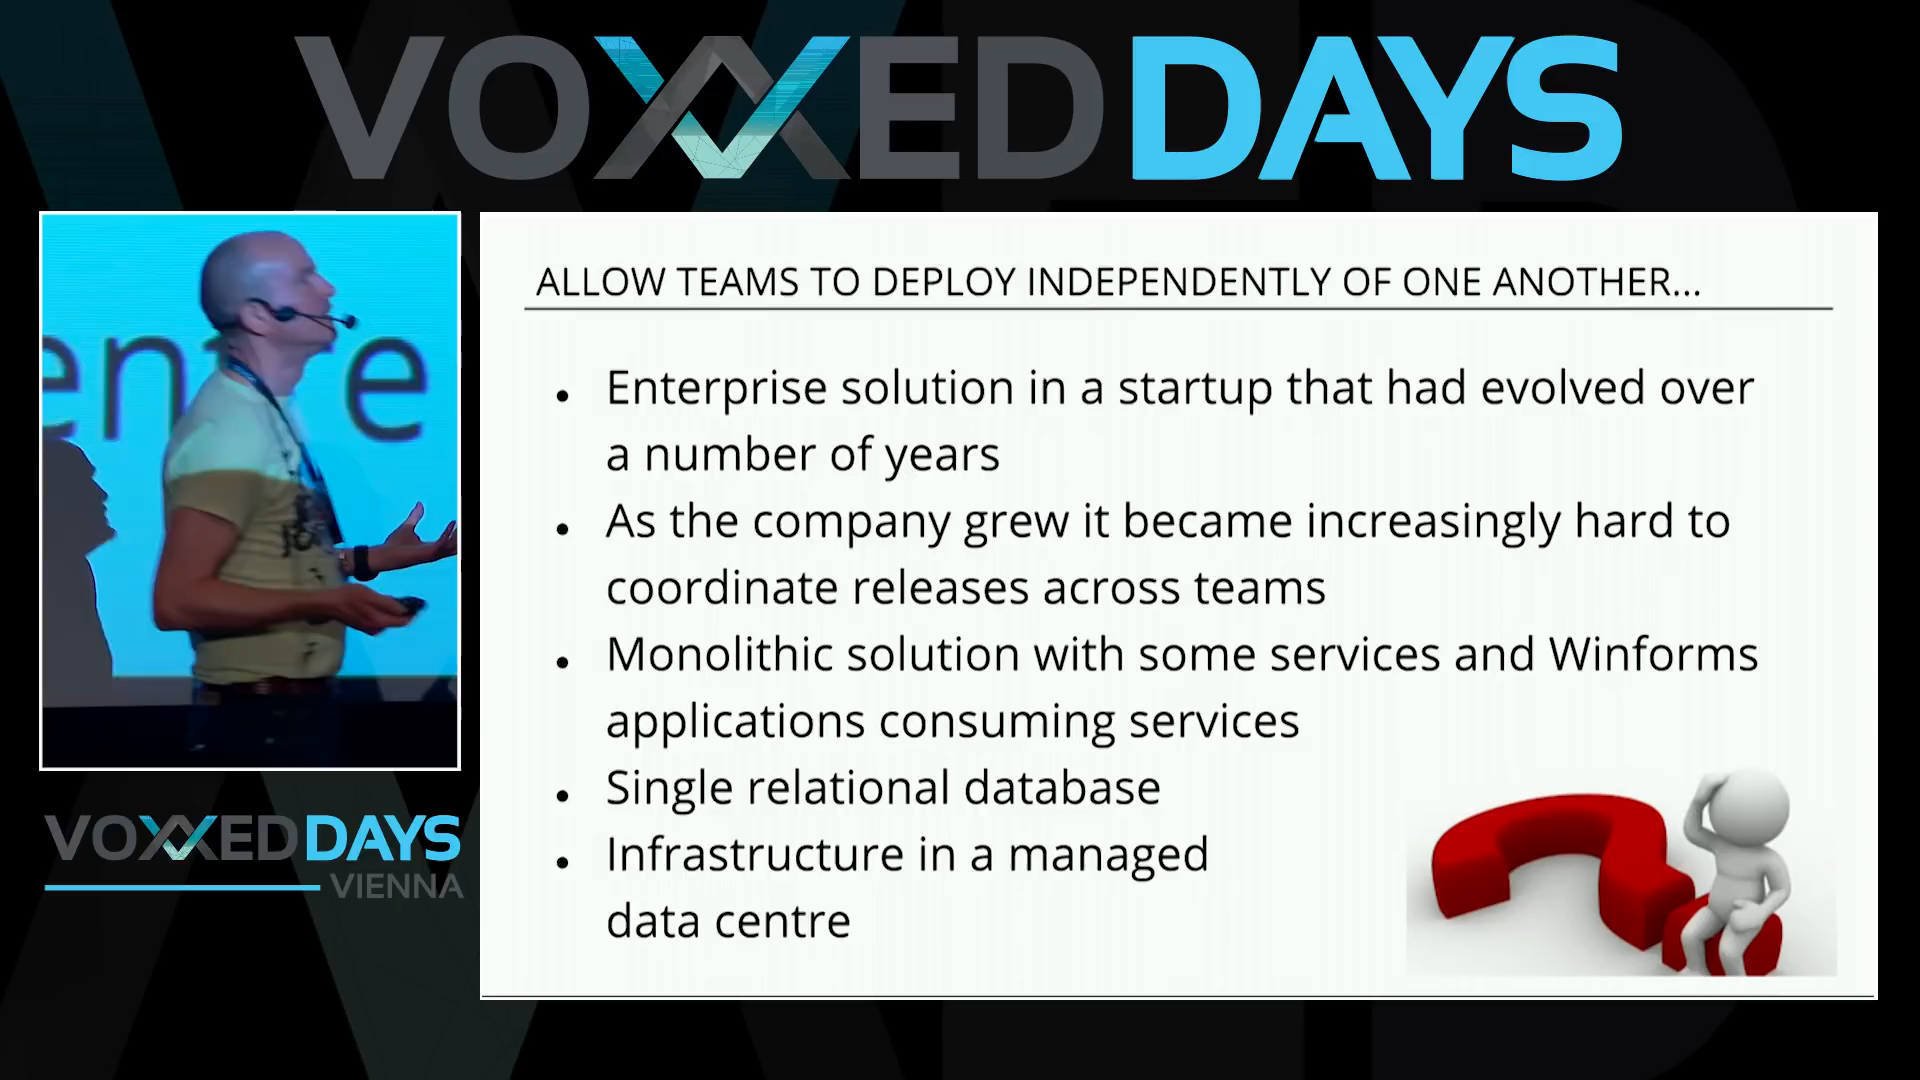 VOXXED DAYS
entre
ALLOW TEAMS TO DEPLOY INDEPENDENTLY OF ONE ANOTHER...
• Enterprise solution in a startup that had evolved over
a number of years
• As the company grew it became increasingly hard to
coordinate releases across teams
• Monolithic solution with some services and Winforms
applications consuming services
• Single relational database
• Infrastructure in a managed
data centre
VOXXED DAYS
VIENNA